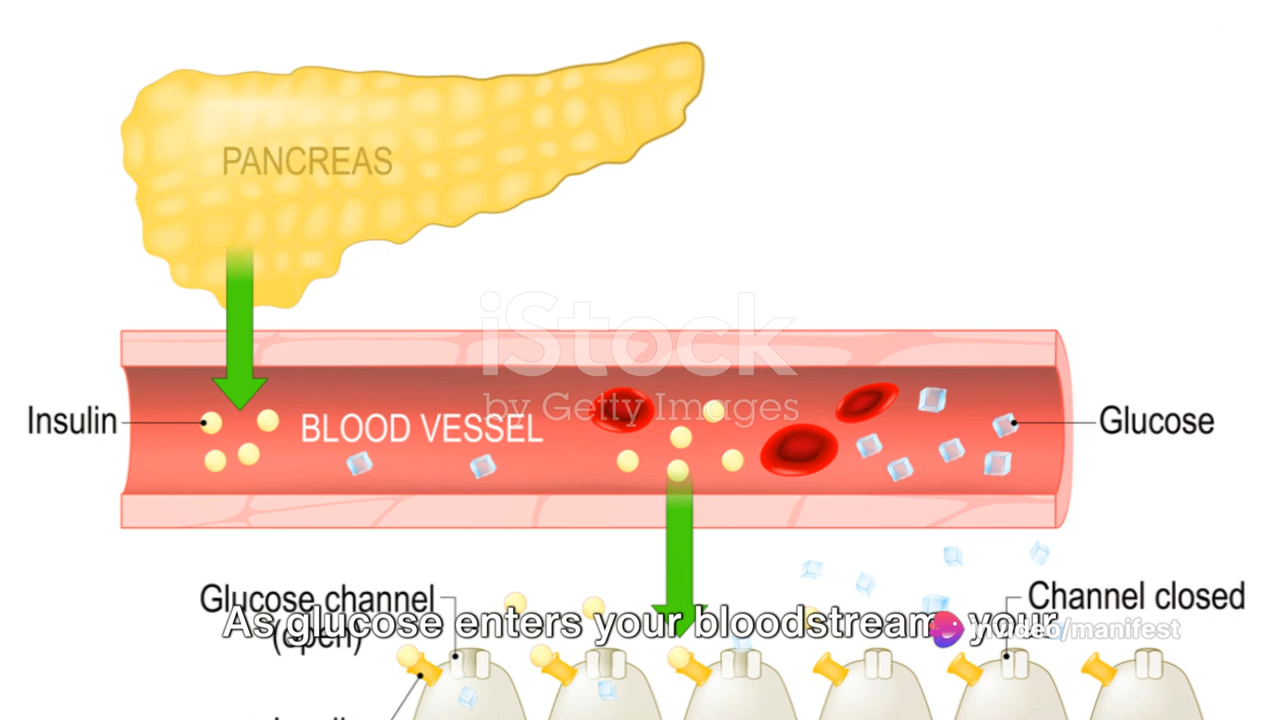 PANCREAS
iStock
by Getty Images
Insulin
BLOOD VESSEL
Glucose
Glucose channel
(open)
Channel closed
As glucose enters your bloodstream, your
invideo/manifest